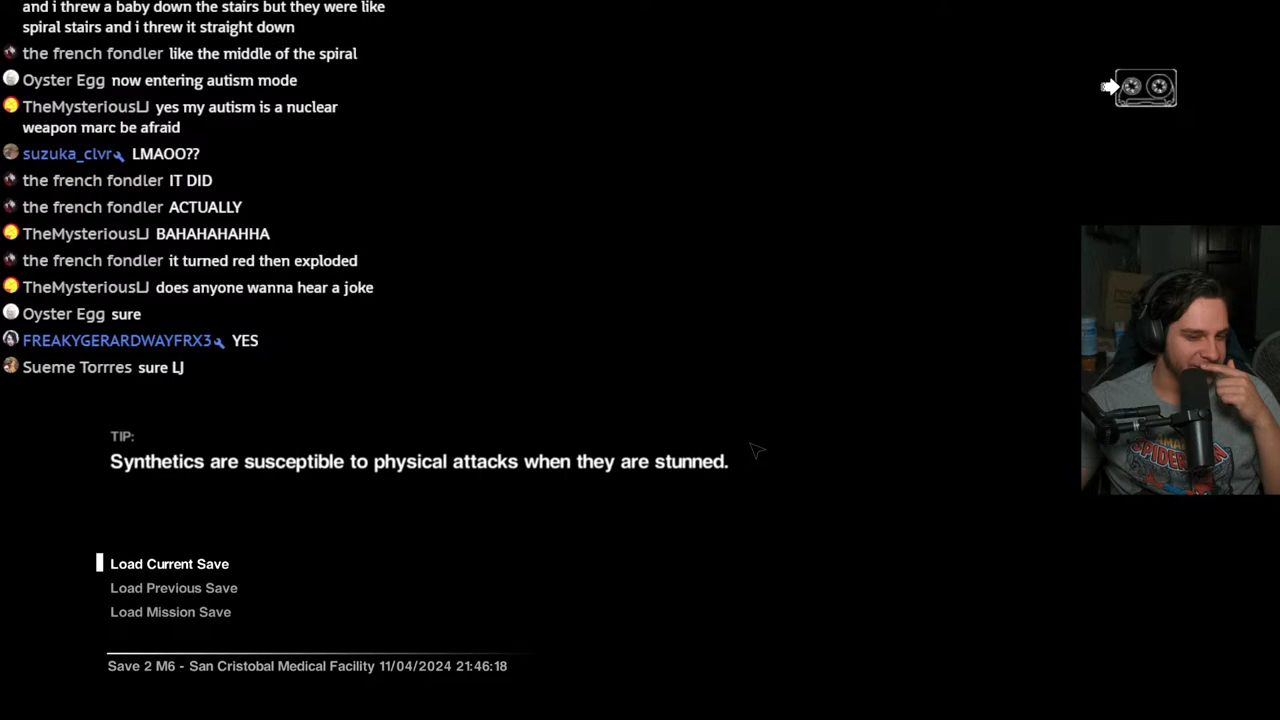 and i threw a baby down the stairs but they were like
spiral stairs and i threw it straight down
the french fondler like the middle of the spiral
Oyster Egg now entering autism mode
TheMysteriousLJ yes my autism is a nuclear
weapon marc be afraid
suzuka_clvr LMAOO??
the french fondler IT DID
the french fondler ACTUALLY
TheMysteriousLJ BAHAHAHAHHA
the french fondler it turned red then exploded
TheMysteriousLJ does anyone wanna hear a joke
Oyster Egg sure
FREAKYGERARDWAYFRX3 YES
Sueme Torrres sure LJ
TIP:
Synthetics are susceptible to physical attacks when they are stunned.
Load Current Save
Load Previous Save
Load Mission Save
Save 2 M6 - San Cristobal Medical Facility 11/04/2024 21:46:18